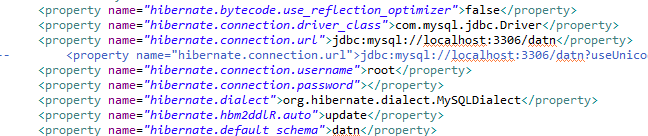 <property name="hibernate.bytecode.use_reflection_optimizer">false</property>
<property name="hibernate.connection.driver_class">com.mysql.jdbc.Driver</property>
<property name="hibernate.connection.url">jdbc:mysql://localhost:3306/datn</property>
-- <property name="hibernate.connection.url">jdbc:mysql://localhost:3306/datn?useUnico
<property name="hibernate.connection.username">root</property>
<property name="hibernate.connection.password"></property>
<property name="hibernate.dialect">org.hibernate.dialect.MySQLDialect</property>
<property name="hibernate.hbm2ddlR.auto">update</property>
<property name="hibernate.default_schema">datn</property>